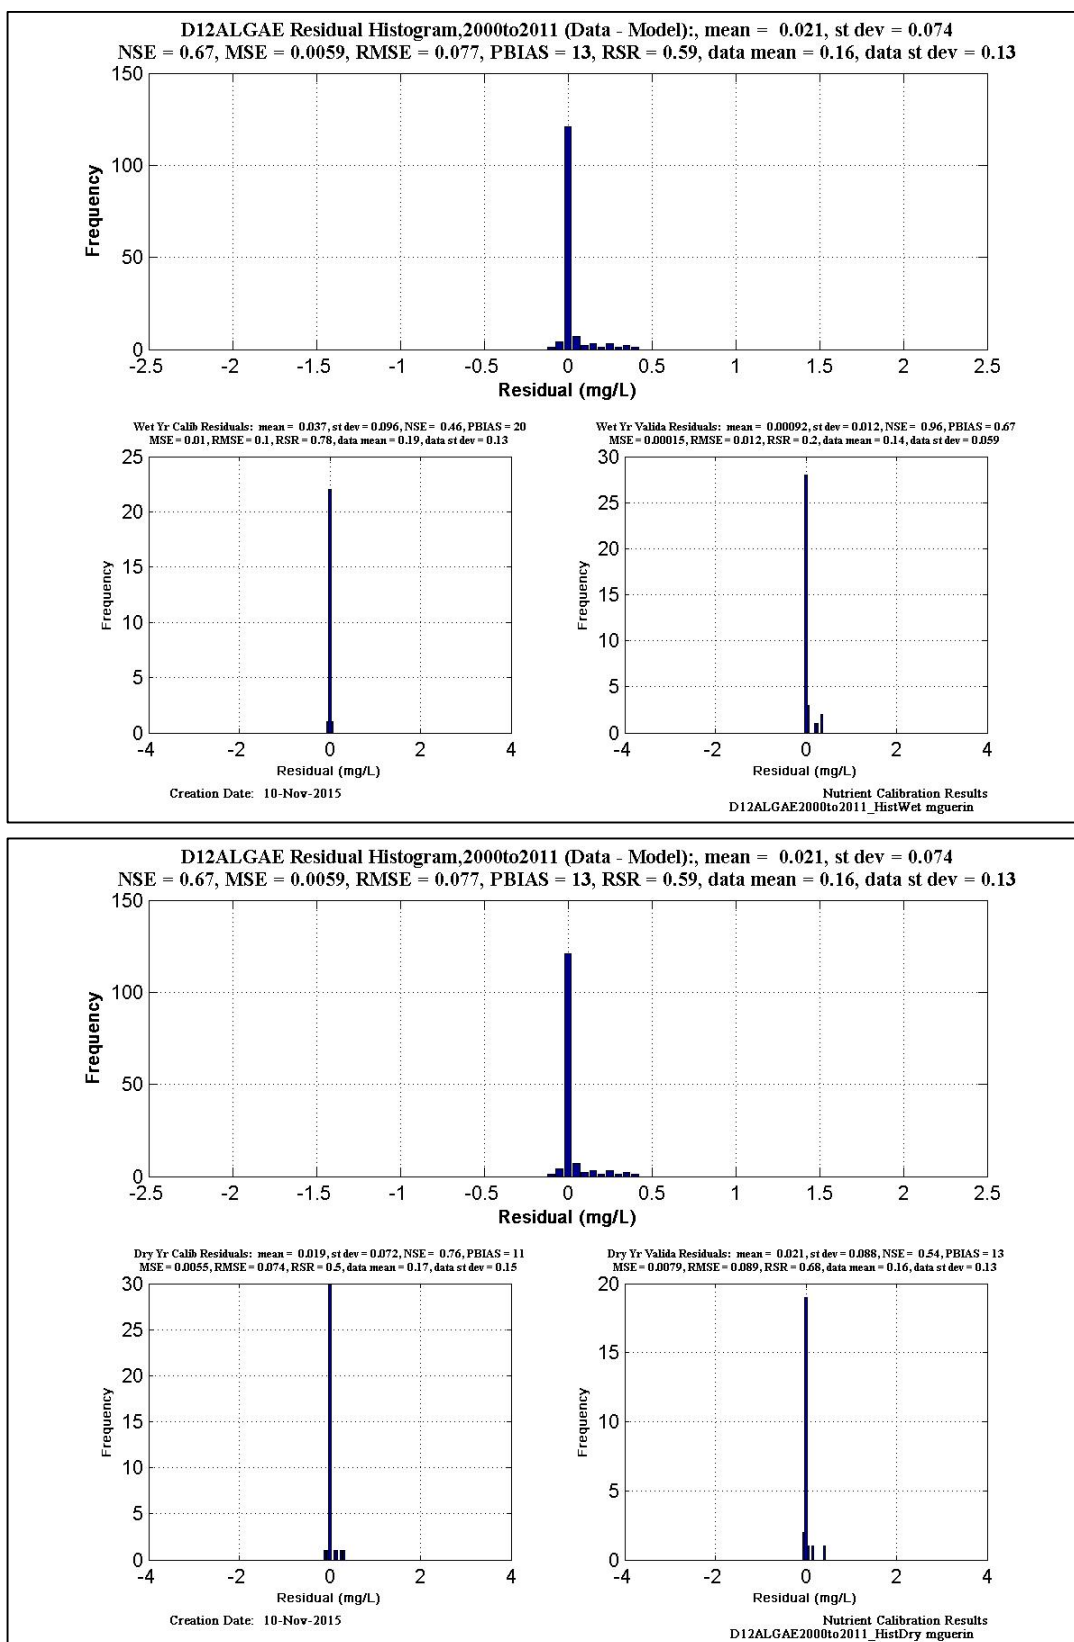 D12ALGAE Residual Histogram,2000to2011 (Data - Model):, mean = 0.021, st dev = 0.074
NSE = 0.67, MSE = 0.0059, RMSE = 0.077, PBIAS = 13, RSR = 0.59, data mean = 0.16, data st dev = 0.13
150
100
50
0
Frequency
-2.5 -2 -1.5 -1 -0.5 0 0.5 1 1.5 2 2.5
Residual (mg/L)
Wet Yr Calib Residuals: mean = 0.037, st dev = 0.096, NSE = 0.46, PBIAS = 20
MSE = 0.01, RMSE = 0.1, RSR = 0.78, data mean = 0.19, data st dev = 0.13
25
20
15
10
5
0
Frequency
-4 -2 0 2 4
Residual (mg/L)
Wet Yr Valida Residuals: mean = 0.00092, st dev = 0.012, NSE = 0.96, PBIAS = 0.67
MSE = 0.00015, RMSE = 0.012, RSR = 0.2, data mean = 0.14, data st dev = 0.059
30
25
20
15
10
5
0
Frequency
-4 -2 0 2 4
Residual (mg/L)
Creation Date: 10-Nov-2015
Nutrient Calibration Results
D12ALGAE2000to2011_HistWet mguerin
D12ALGAE Residual Histogram,2000to2011 (Data - Model):, mean = 0.021, st dev = 0.074
NSE = 0.67, MSE = 0.0059, RMSE = 0.077, PBIAS = 13, RSR = 0.59, data mean = 0.16, data st dev = 0.13
150
100
50
0
Frequency
-2.5 -2 -1.5 -1 -0.5 0 0.5 1 1.5 2 2.5
Residual (mg/L)
Dry Yr Calib Residuals: mean = 0.019, st dev = 0.072, NSE = 0.76, PBIAS = 11
MSE = 0.0055, RMSE = 0.074, RSR = 0.5, data mean = 0.17, data st dev = 0.15
30
25
20
15
10
5
0
Frequency
-4 -2 0 2 4
Residual (mg/L)
Dry Yr Valida Residuals: mean = 0.021, st dev = 0.088, NSE = 0.54, PBIAS = 13
MSE = 0.0079, RMSE = 0.089, RSR = 0.68, data mean = 0.16, data st dev = 0.13
20
15
10
5
0
Frequency
-4 -2 0 2 4
Residual (mg/L)
Creation Date: 10-Nov-2015
Nutrient Calibration Results
D12ALGAE2000to2011_HistDry mguerin